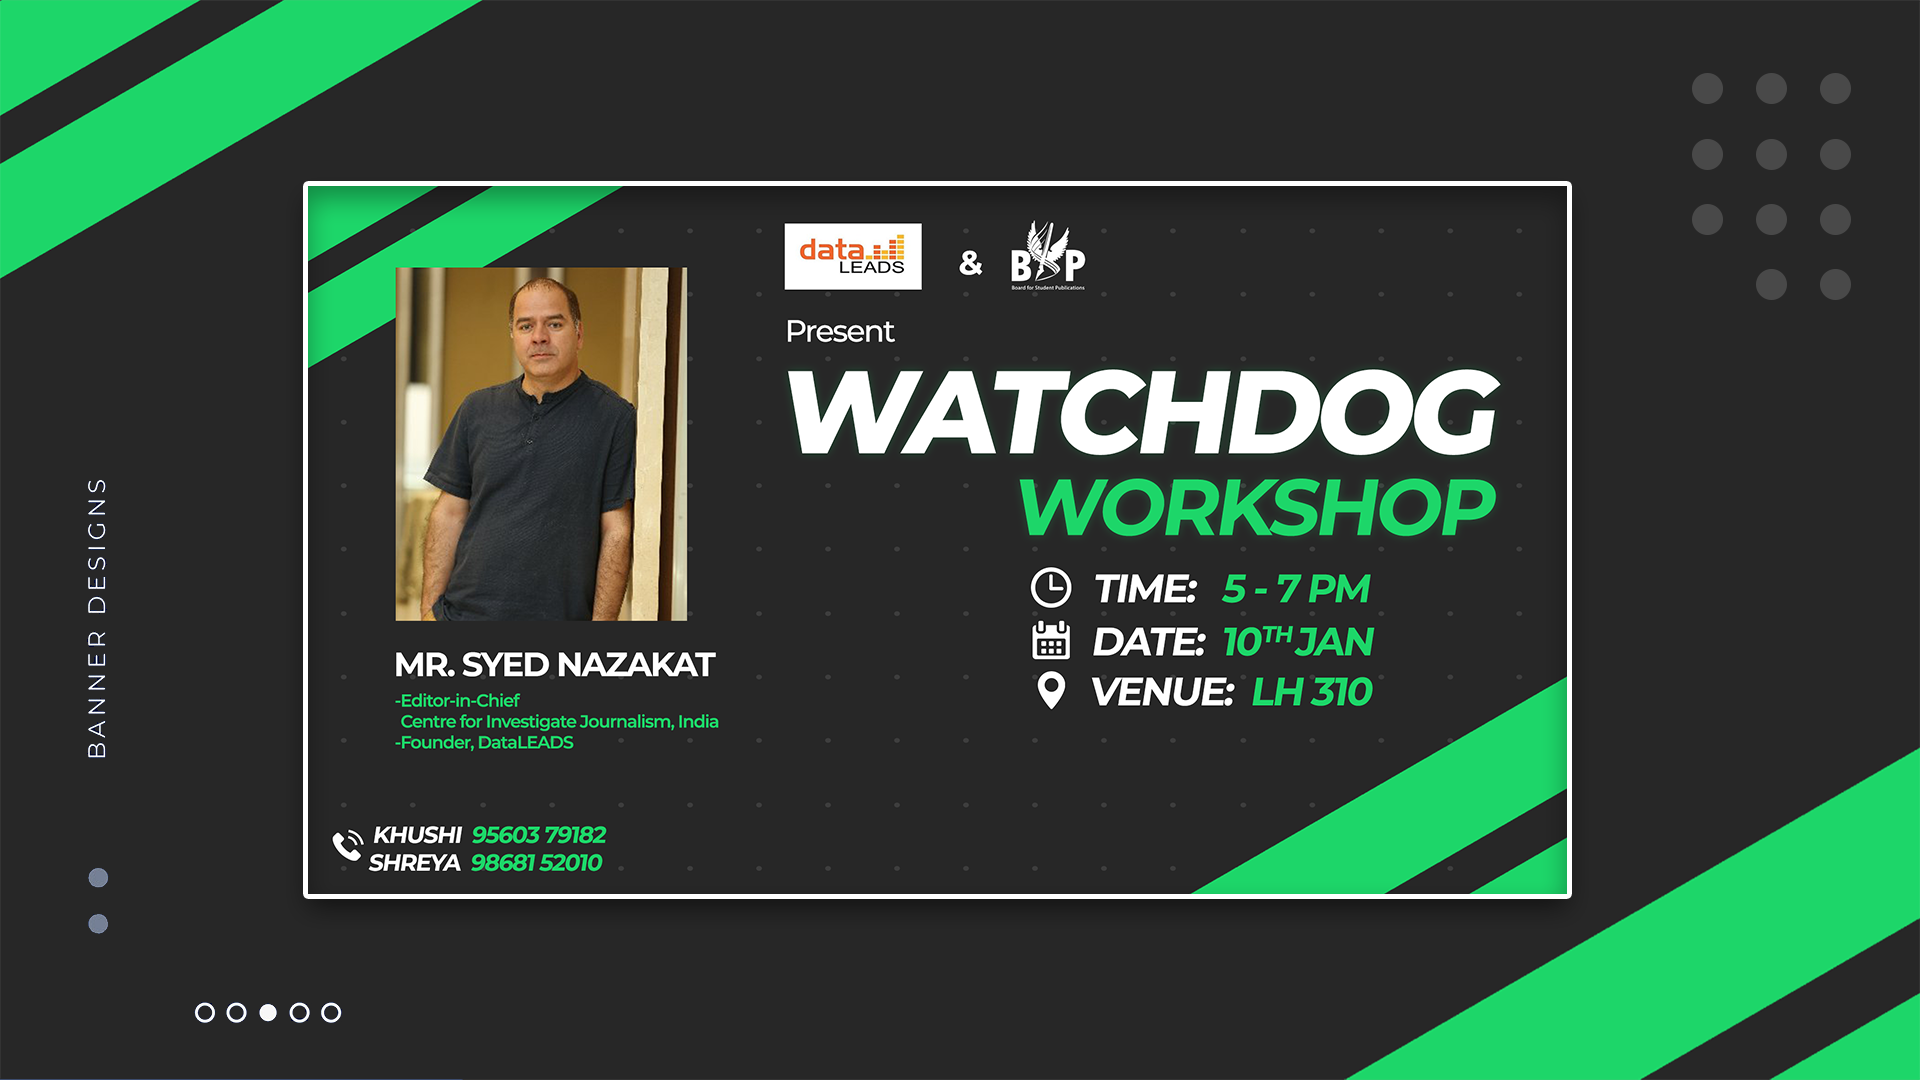 data
LEADS
&
BSP
Board for Student Publications
Present
WATCHDOG
WORKSHOP
TIME: 5 - 7 PM
DATE: 10TH JAN
VENUE: LH 310
MR. SYED NAZAKAT
-Editor-in-Chief
Centre for Investigate Journalism, India
-Founder, DataLEADS
KHUSHI 95603 79182
SHREYA 98681 52010
BANNER DESIGNS